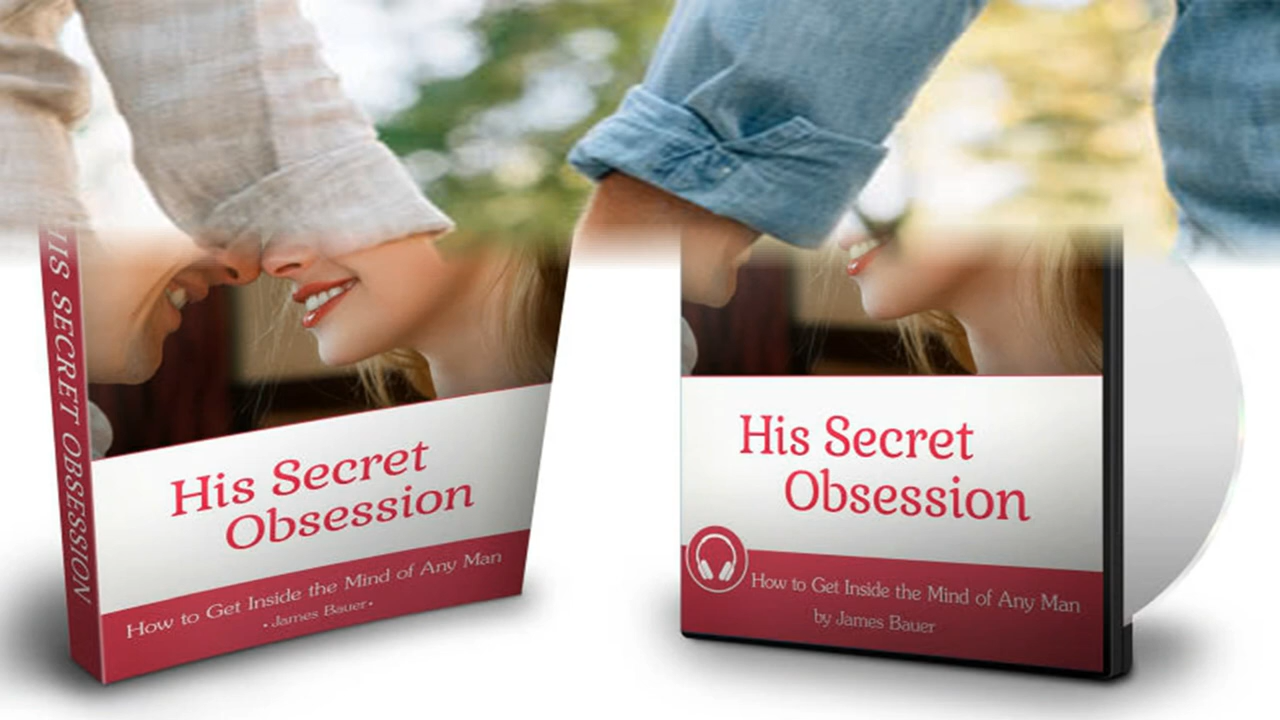 HIS SECRET OBSESSION
His Secret
Obsession
How to Get Inside the Mind of Any Man
• James Bauer •
His Secret
Obsession
How to Get Inside the Mind of Any Man
by James Bauer